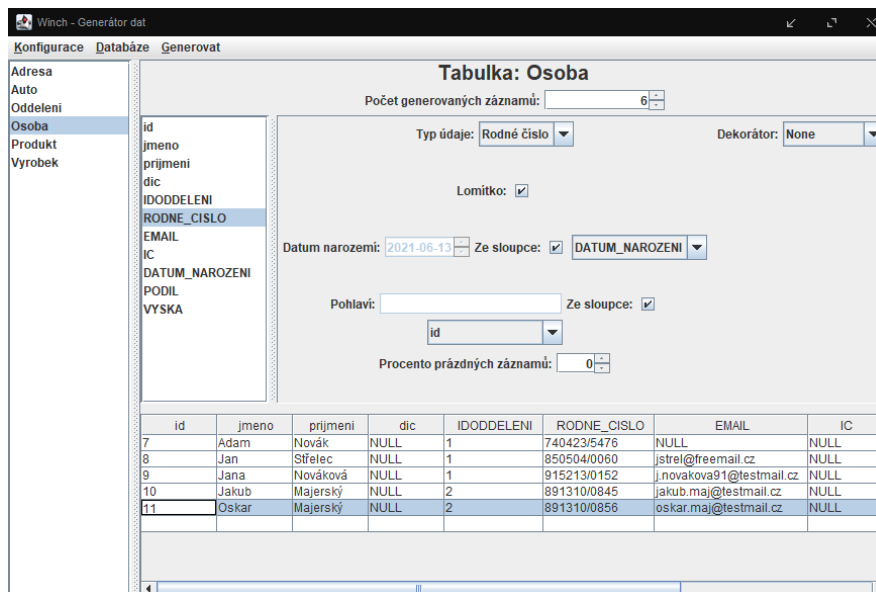 Winch - Generátor dat
Konfigurace Databáze Generovat
Adresa
Auto
Oddeleni
Osoba
Produkt
Vyrobek
Tabulka: Osoba
Počet generovaných záznamů: 6
id
jmeno
prijmeni
dic
IDODDELENI
RODNE_CISLO
EMAIL
IC
DATUM_NAROZENI
PODIL
VYSKA
Typ údaje: Rodné číslo Dekorátor: None
Lomítko:
Datum narození: 2021-06-13 Ze sloupce: DATUM_NAROZENI
Pohlaví: Ze sloupce:
id
Procento prázdných záznamů: 0
id jmeno prijmeni dic IDODDELENI RODNE_CISLO EMAIL IC
7 Adam Novák NULL 1 740423/5476 NULL NULL
8 Jan Střelec NULL 1 850504/0060 jstrel@freemail.cz NULL
9 Jana Nováková NULL 1 915213/0152 j.novakova91@testmail.cz NULL
10 Jakub Majerský NULL 2 891310/0845 jakub.maj@testmail.cz NULL
11 Oskar Majerský NULL 2 891310/0856 oskar.maj@testmail.cz NULL